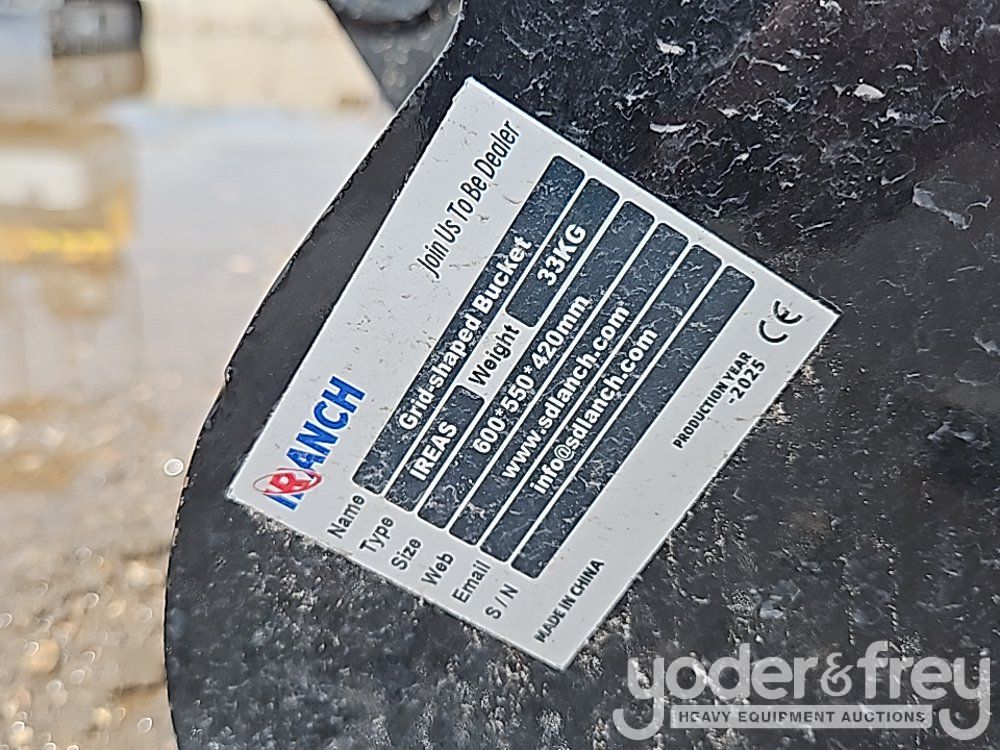 IRANCH
Join Us To Be Dealer
Name Grid-shaped Bucket
Type IREAS Weight 33KG
Size 600*550*420mm
Web www.sdlanch.com
Email info@sdlanch.com
S/N
MADE IN CHINA
PRODUCTION YEAR
-2025
CE
yoder&frey
HEAVY EQUIPMENT AUCTIONS